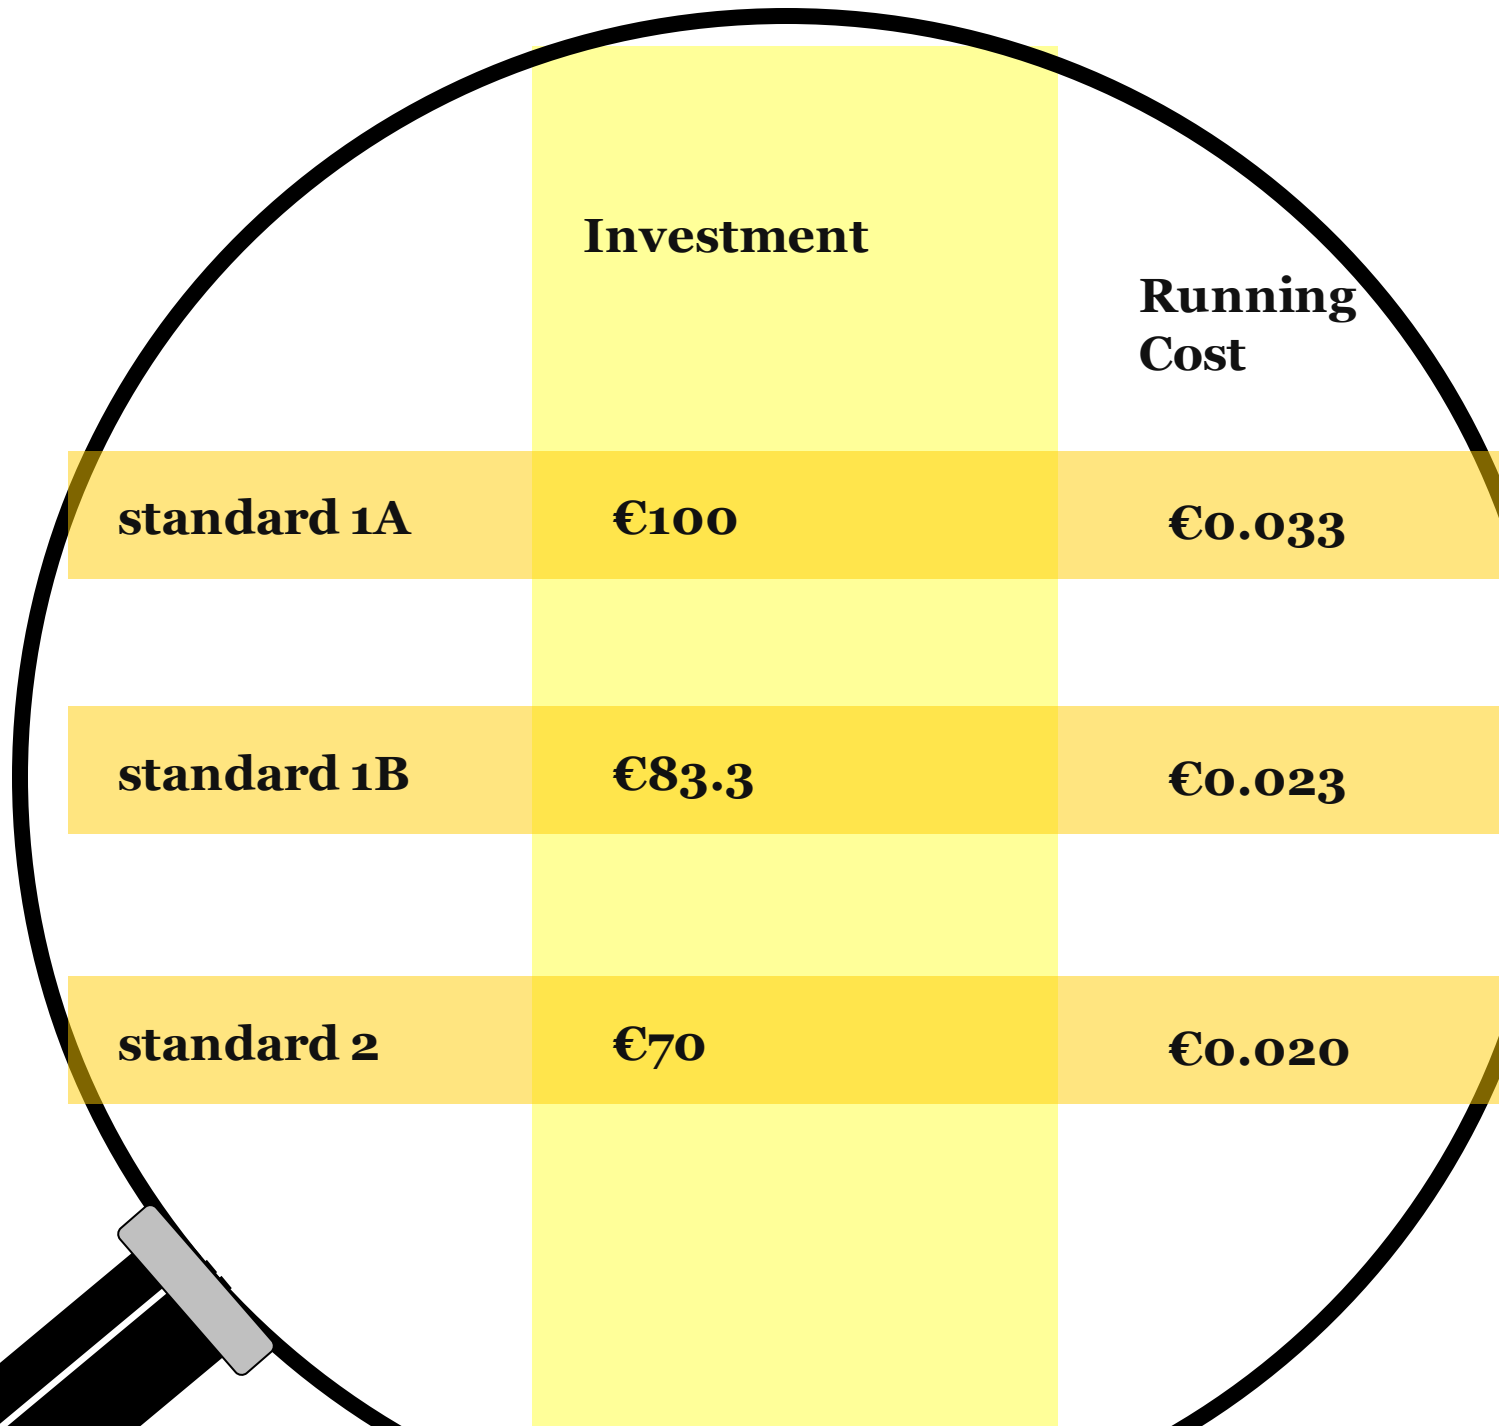 Investment
Running
Cost
standard 1A €100 €0.033
standard 1B €83.3 €0.023
standard 2 €70 €0.020